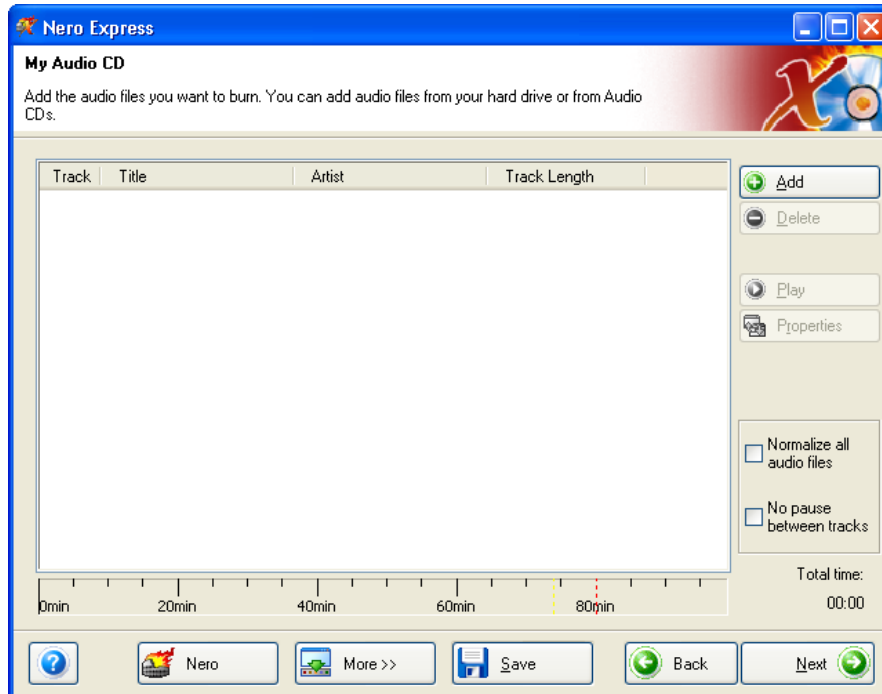 Nero Express
My Audio CD
Add the audio files you want to burn. You can add audio files from your hard drive or from Audio
CDs.
Track Title Artist Track Length
Add
Delete
Play
Properties
Normalize all
audio files
No pause
between tracks
Total time:
00:00
0min 20min 40min 60min 80min
Nero More >> Save Back Next